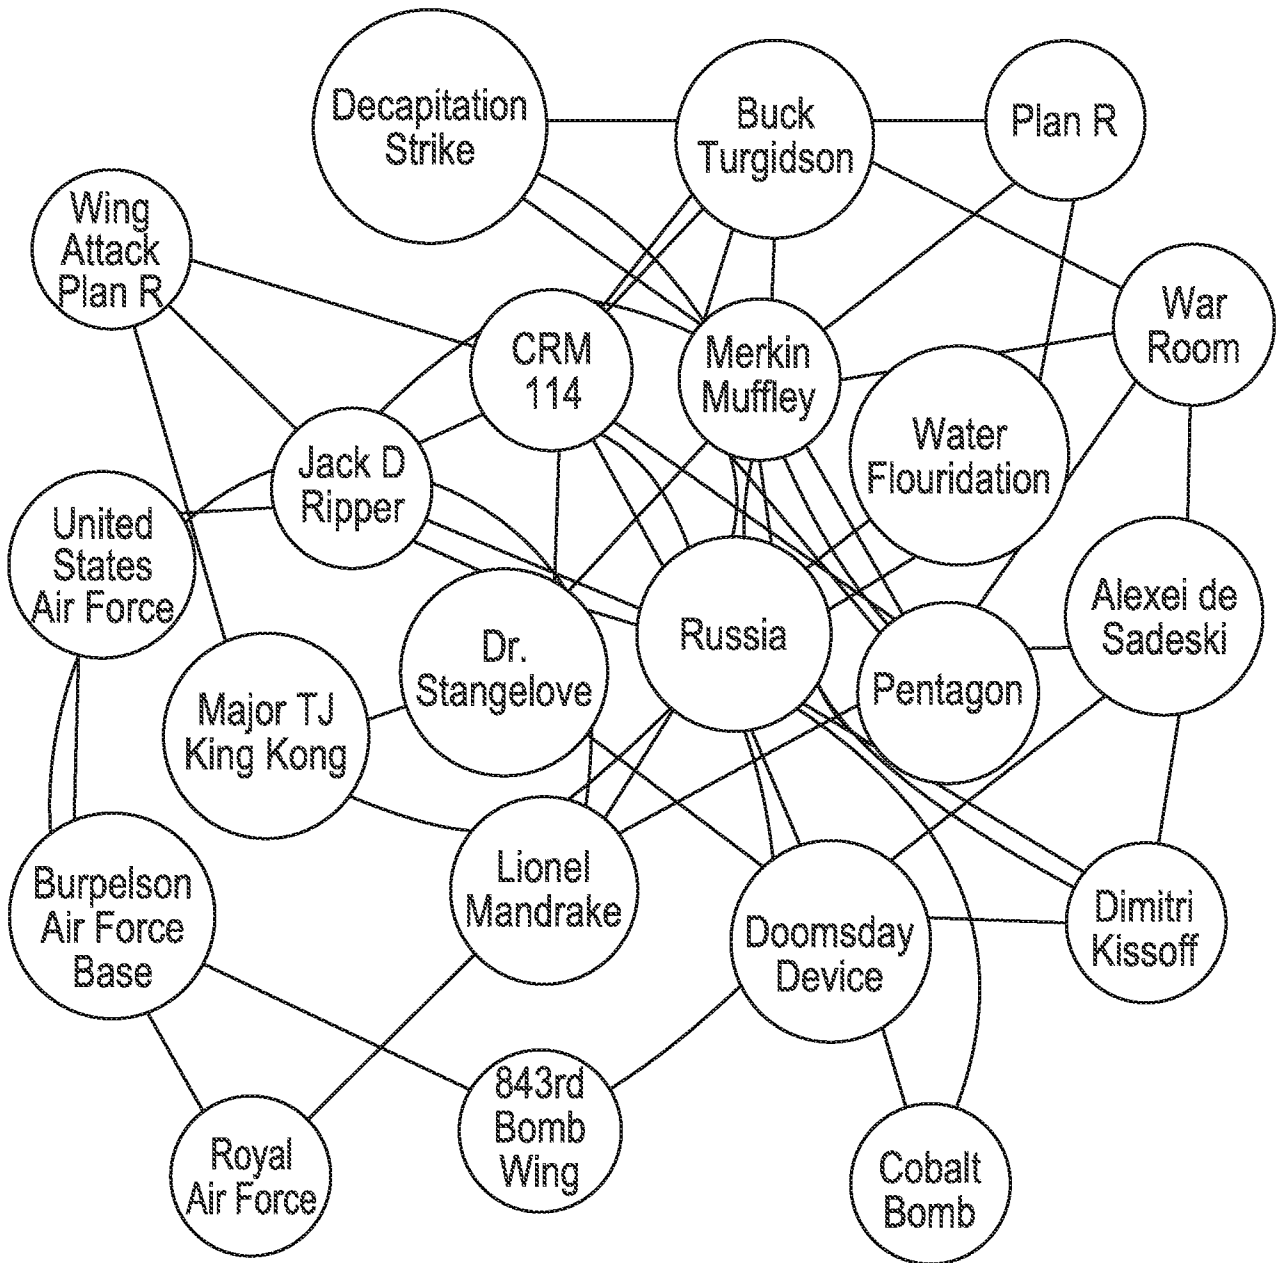 Decapitation
Strike
Buck
Turgidson
Plan R
Wing
Attack
Plan R
War
Room
CRM
114
Merkin
Muffley
Water
Flouridation
Jack D
Ripper
United
States
Air Force
Alexei de
Sadeski
Russia
Dr.
Stangelove
Pentagon
Major TJ
King Kong
Lionel
Mandrake
Burpelson
Air Force
Base
Doomsday
Device
Dimitri
Kissoff
843rd
Bomb
Wing
Royal
Air Force
Cobalt
Bomb